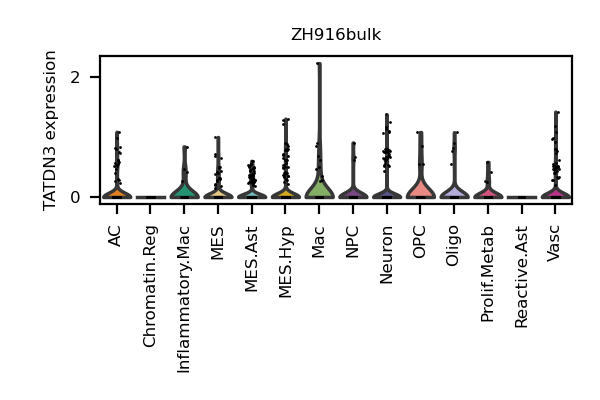 ZH916bulk
TATDN3 expression
2
0
AC
Chromatin.Reg
Inflammatory.Mac
MES
MES.Ast
MES.Hyp
Mac
NPC
Neuron
OPC
Oligo
Prolif.Metab
Reactive.Ast
Vasc